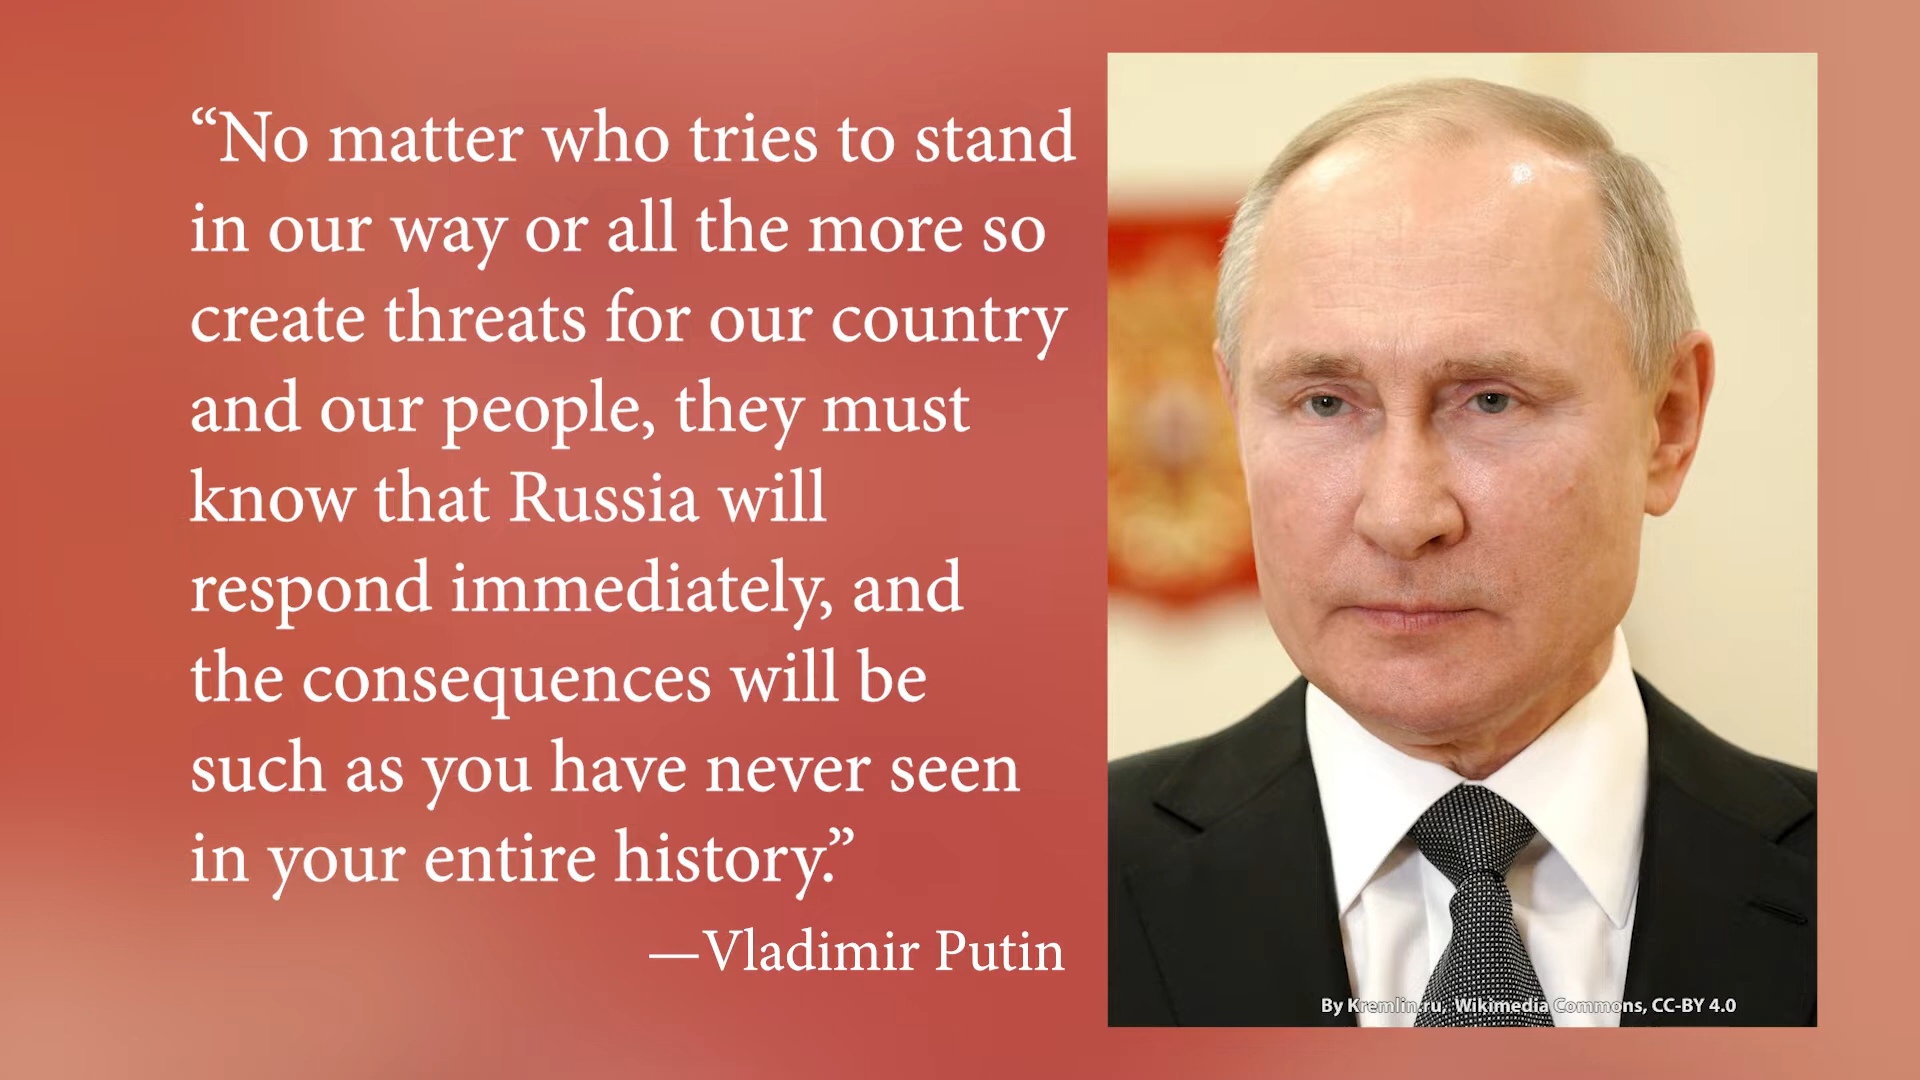 “No matter who tries to stand
in our way or all the more so
create threats for our country
and our people, they must
know that Russia will
respond immediately, and
the consequences will be
such as you have never seen
in your entire history.”
—Vladimir Putin
By Kremlin.ru, Wikimedia Commons, CC-BY 4.0